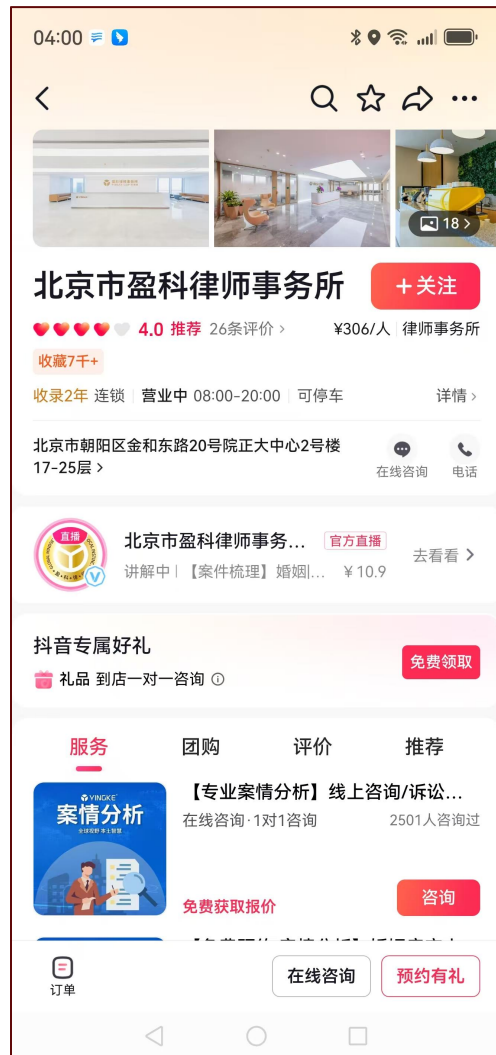 04:00
18
北京市盈科律师事务所
+关注
4.0 推荐 26条评价
¥306/人 律师事务所
收藏7千+
收录2年 连锁 营业中 08:00-20:00 可停车
详情
北京市朝阳区金和东路20号院正大中心2号楼
17-25层
在线咨询
电话
直播
北京市盈科律师事务...
官方直播
去看看
讲解中 【案件梳理】婚姻|... ¥10.9
抖音专属好礼
礼品 到店一对一咨询
免费领取
服务 团购 评价 推荐
YINGKE
案情分析
全球视野 本土智慧
【专业案情分析】线上咨询/诉讼...
在线咨询·1对1咨询
2501人咨询过
免费获取报价
咨询
订单
在线咨询
预约有礼